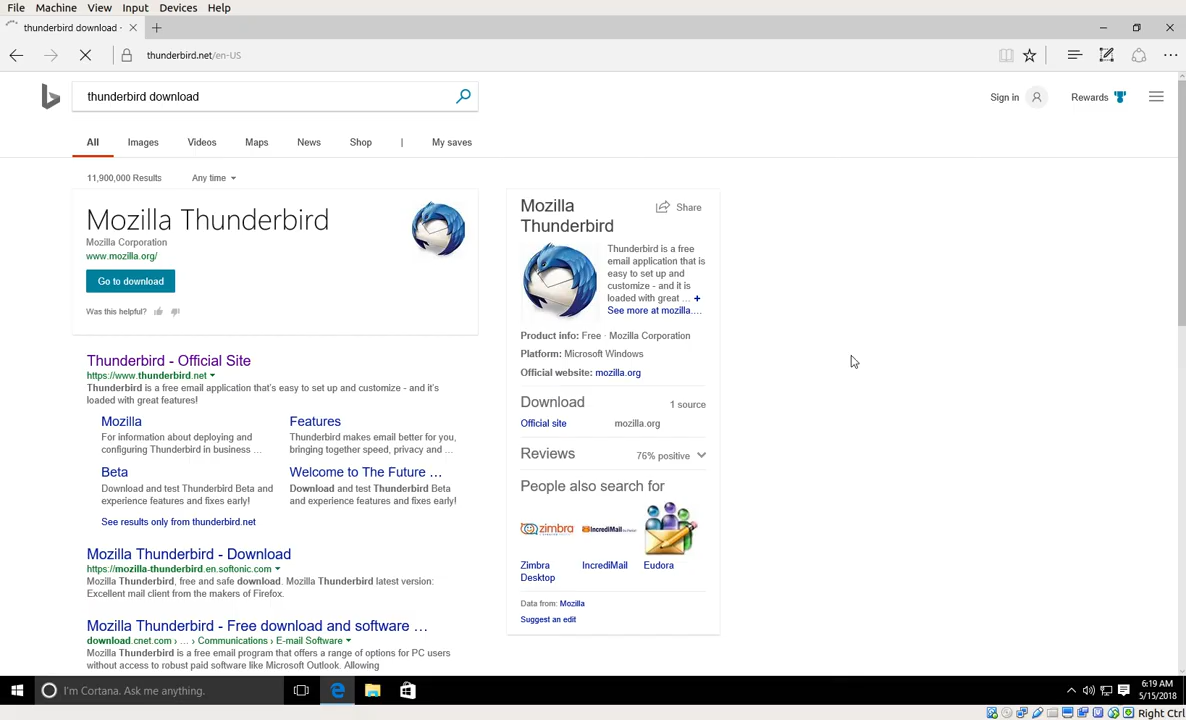 File Machine View Input Devices Help
thunderbird download -
thunderbird.net/en-US
thunderbird download
Sign in
Rewards
All Images Videos Maps News Shop | My saves
11,900,000 Results Any time
Mozilla Thunderbird
Mozilla Corporation
www.mozilla.org/
Go to download
Was this helpful?
Thunderbird - Official Site
https://www.thunderbird.net
Thunderbird is a free email application that's easy to set up and customize - and it's
loaded with great features!
Mozilla
For information about deploying and
configuring Thunderbird in business ...
Features
Thunderbird makes email better for you,
bringing together speed, privacy and ...
Beta
Download and test Thunderbird Beta and
experience features and fixes early!
Welcome to The Future ...
Download and test Thunderbird Beta
and experience features and fixes early!
See results only from thunderbird.net
Mozilla Thunderbird - Download
https://mozilla-thunderbird.en.softonic.com
Mozilla Thunderbird, free and safe download. Mozilla Thunderbird latest version:
Excellent mail client from the makers of Firefox.
Mozilla Thunderbird - Free download and software ...
download.cnet.com › ... › Communications › E-mail Software
Mozilla Thunderbird is a free email program that offers a range of options for PC users
without access to robust paid software like Microsoft Outlook. Allowing
Mozilla
Thunderbird
Share
Thunderbird is a free
email application that is
easy to set up and
customize - and it is
loaded with great ... +
See more at mozilla....
Product info: Free · Mozilla Corporation
Platform: Microsoft Windows
Official website: mozilla.org
Download 1 source
Official site mozilla.org
Reviews 76% positive
People also search for
zimbra
IncrediMail
Zimbra
Desktop
IncrediMail
Eudora
Data from: Mozilla
Suggest an edit
I'm Cortana. Ask me anything.
6:19 AM
5/15/2018
Right Ctrl